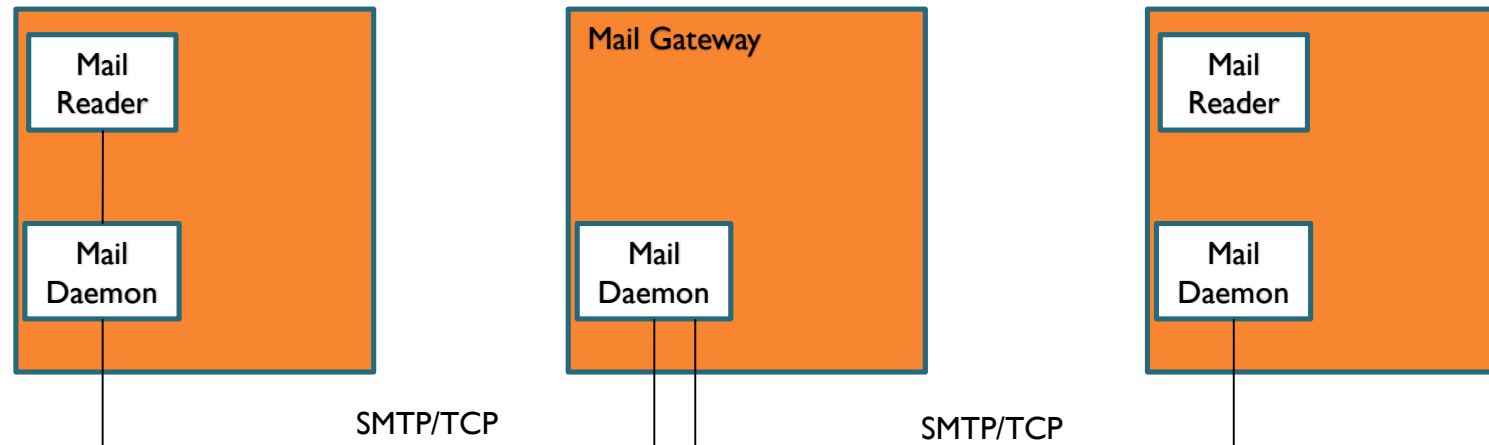 Mail
Reader
Mail
Daemon
Mail Gateway
Mail
Daemon
Mail
Reader
Mail
Daemon
SMTP/TCP
SMTP/TCP